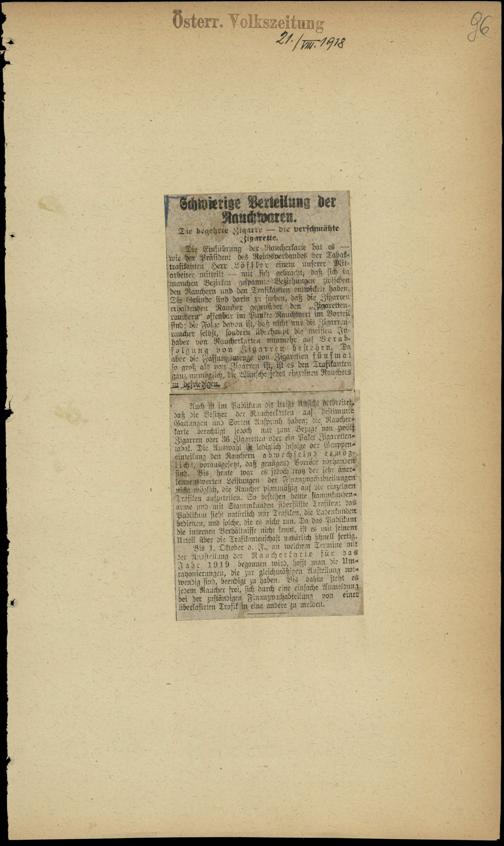 Österr. Volkszeitung
21./VIII. 1918
96
Schwierige Verteilung der
Rauchwaren.
Die begehrte Zigarre — die verschmähte
Zigarette.
Die Einführung der Raucherkarte hat es —
wie der Präsident des Reichsverbandes der Tabak-
trafikanten Herr Löffler einem unserer Mit-
arbeiter mitteilt — mit sich gebracht, daß sich in
manchen Bezirken gespannte Beziehungen zwischen
den Rauchern und den Trafikanten entwickelt haben.
Die Gründe sind darin zu suchen, daß die Zigarren
erhaltenden Raucher gegenüber den „Zigaretten-
rauchern" offenbar im Punkte Rauchwert im Vorteil
sind; die Folge davon ist, daß nicht nur die Zigarren-
raucher selbst, sondern überhaupt die meisten In-
haber von Raucherkarten nunmehr auf Verab-
folgung von Zigarren bestehen. Da
aber die Fassungsmenge von Zigaretten fünfmal
so groß ist, als von Zigarren ist, ist es den Trafikanten
ganz unmöglich, die Wünsche jedes einzelnen Rauchers
zu befriedigen.
Auch ist im Publikum die irrige Ansicht verbreitet,
daß die Besitzer der Raucherkarten auf bestimmte
Gattungen und Sorten Anspruch haben; die Raucher-
karte berechtigt jedoch nur zum Bezuge von zwölf
Zigarren oder 36 Zigaretten oder ein Paket Zigaretten-
tabak. Die Auswahl ist lediglich infolge der Gruppen-
einteilung den Rauchern abwechselnd ermög-
licht, vorausgesetzt, daß genügend Vorräte vorhanden
sind. Bis heute war es jedoch trotz der sehr aner-
kennenswerten Leistungen der Finanzwachabteilungen
nicht möglich, die Raucher planmäßig auf die einzelnen
Trafiken aufzuteilen. So bestehen heute stammkunden-
arme und mit Stammkunden überfüllte Trafiken; das
Publikum sieht natürlich nur Trafiken, die Ladenkunden
bedienen, und solche, die es nicht tun. Da das Publikum
die internen Verhältnisse nicht kennt, ist es mit seinem
Urteil über die Trafikantenschaft natürlich schnell fertig.
Bis 1. Oktober d. J., an welchem Termine mit
der Ausstellung der Raucherkarte für das
Jahr 1919 begonnen wird, hofft man die Um-
rayonierungen, die zur gleichmäßigen Aufteilung not-
wendig sind, beendigt zu haben. Bis dahin steht es
jedem Raucher frei, sich durch eine einfache Anmeldung
bei der zuständigen Finanzwachabteilung von einer
überlasteten Trafik in eine andere zu melden.